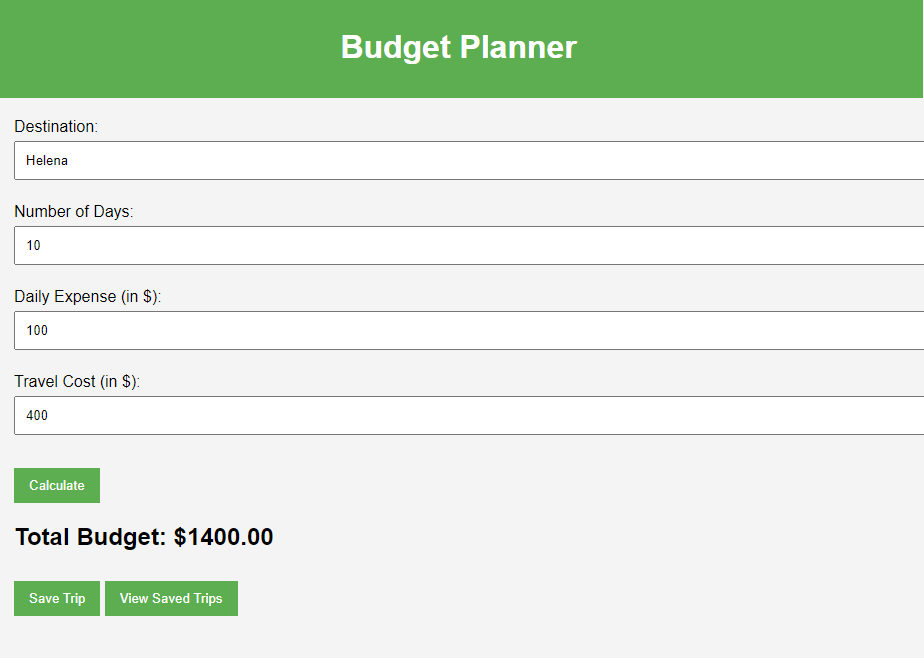 Budget Planner
Destination:
Helena
Number of Days:
10
Daily Expense (in $):
100
Travel Cost (in $):
400
Calculate
Total Budget: $1400.00
Save Trip View Saved Trips